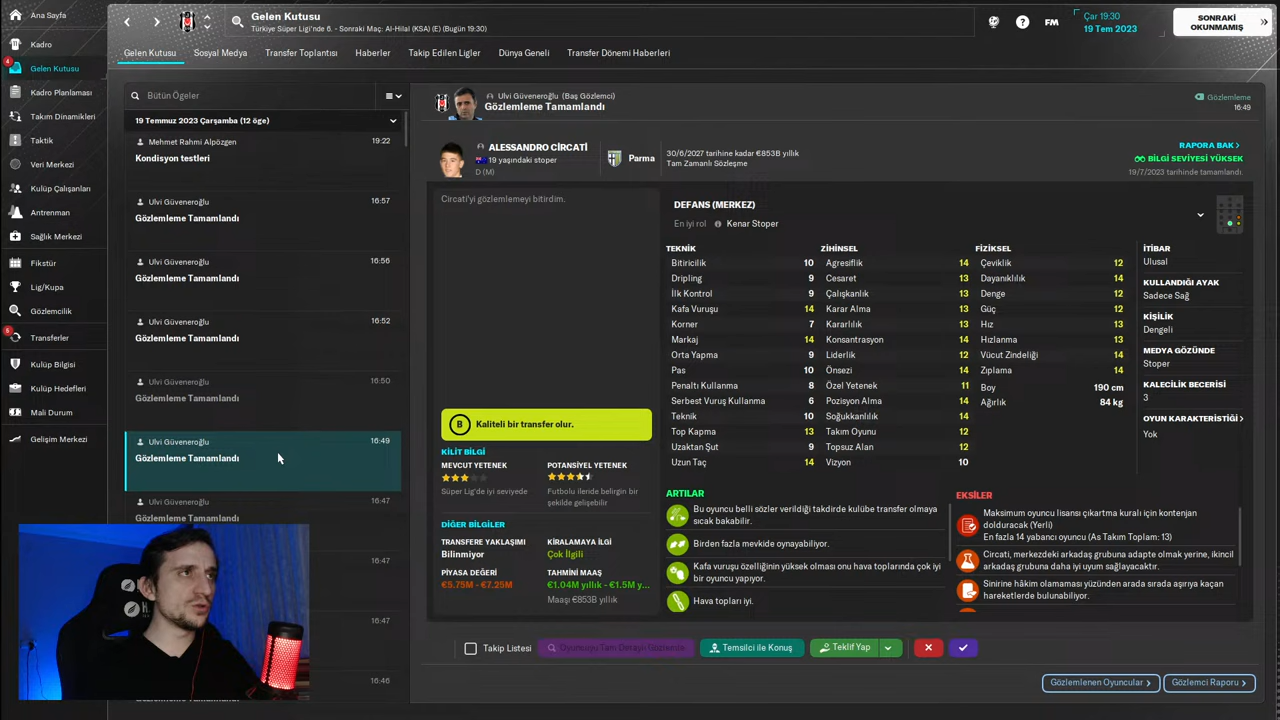 Ana Sayfa
Kadro
4
Gelen Kutusu
Kadro Planlaması
Takım Dinamikleri
Taktik
Veri Merkezi
Kulüp Çalışanları
Antrenman
Sağlık Merkezi
Fikstür
Lig/Kupa
Gözlemcilik
5
Transferler
Kulüp Bilgisi
Kulüp Hedefleri
Mali Durum
Gelişim Merkezi
Gelen Kutusu
Türkiye Süper Lig'inde 6. - Sonraki Maç: Al-Hilal (KSA) (E) (Bugün 19:30)
FM
Çar 19:30
19 Tem 2023
SONRAKİ
OKUNMAMIŞ
Gelen Kutusu
Sosyal Medya
Transfer Toplantısı
Haberler
Takip Edilen Ligler
Dünya Geneli
Transfer Dönemi Haberleri
Bütün Ögeler
19 Temmuz 2023 Çarşamba (12 öge)
Mehmet Rahmi Alpözgen 19:22
Kondisyon testleri
Ulvi Güveneroğlu 16:57
Gözlemleme Tamamlandı
Ulvi Güveneroğlu 16:56
Gözlemleme Tamamlandı
Ulvi Güveneroğlu 16:52
Gözlemleme Tamamlandı
Ulvi Güveneroğlu 16:50
Gözlemleme Tamamlandı
Ulvi Güveneroğlu 16:49
Gözlemleme Tamamlandı
Ulvi Güveneroğlu 16:47
Gözlemleme Tamamlandı
16:47
16:47
16:46
Ulvi Güveneroğlu (Baş Gözlemci)
Gözlemleme Tamamlandı
Gözlemleme
16:49
ALESSANDRO CİRCATİ
19 yaşındaki stoper
D (M)
Parma
30/6/2027 tarihine kadar €853B yıllık
Tam Zamanlı Sözleşme
RAPORA BAK
BİLGİ SEVİYESİ YÜKSEK
19/7/2023 tarihinde tamamlandı.
Circati'yi gözlemeyi bitirdim.
B Kaliteli bir transfer olur.
KİLİT BİLGİ
MEVCUT YETENEK
Süper Lig'de iyi seviyede
POTANSİYEL YETENEK
Futbolu ileride belirgin bir
şekilde gelişebilir
DİĞER BİLGİLER
TRANSFERE YAKLAŞIMI
Bilinmiyor
KİRALAMAYA İLGİ
Çok İlgili
PİYASA DEĞERİ
€5.75M - €7.25M
TAHMİNİ MAAŞ
€1.04M yıllık - €1.5M y...
Maaşı €853B yıllık
DEFANS (MERKEZ)
En iyi rol Kenar Stoper
TEKNİK
Bitiricilik 10
Dripling 9
İlk Kontrol 9
Kafa Vuruşu 14
Korner 7
Markaj 14
Orta Yapma 9
Pas 10
Penaltı Kullanma 8
Serbest Vuruş Kullanma 6
Teknik 10
Top Kapma 13
Uzaktan Şut 9
Uzun Taç 14
ZİHİNSEL
Agresiflik 14
Cesaret 13
Çalışkanlık 13
Karar Alma 13
Kararlılık 13
Konsantrasyon 14
Liderlik 12
Önsezi 14
Özel Yetenek 11
Pozisyon Alma 14
Soğukkanlılık 14
Takım Oyunu 12
Topsuz Alan 12
Vizyon 10
FİZİKSEL
Çeviklik 12
Dayanıklılık 14
Denge 12
Güç 12
Hız 13
Hızlanma 13
Vücut Zindeliği 14
Zıplama 14
Boy 190 cm
Ağırlık 84 kg
İTİBAR
Ulusal
KULLANDIĞI AYAK
Sadece Sağ
KİŞİLİK
Dengeli
MEDYA GÖZÜNDE
Stoper
KALECİLİK BECERİSİ
3
OYUN KARAKTERİSTİĞİ
Yok
ARTILAR
Bu oyuncu belli sözler verildiği takdirde kulübe transfer olmaya
sıcak bakabilir.
Birden fazla mevkide oynayabiliyor.
Kafa vuruşu özelliğinin yüksek olması onu hava toplarında çok iyi
bir oyuncu yapıyor.
Hava topları iyi.
EKSİLER
Maksimum oyuncu lisansı çıkartma kuralı için kontenjan
dolduracak (Yerli)
En fazla 14 yabancı oyuncu (As Takım Toplam: 13)
Circati, merkezdeki arkadaş grubuna adapte olmak yerine, ikincil
arkadaş grubuna daha iyi uyum sağlayacaktır.
Sinirine hâkim olamaması yüzünden arada sırada aşırıya kaçan
hareketlerde bulunabiliyor.
Takip Listesi
Oyuncuyu Tam Detaylı Gözlemle
Temsilci ile Konuş
Teklif Yap
Gözlemlenen Oyuncular
Gözlemci Raporu